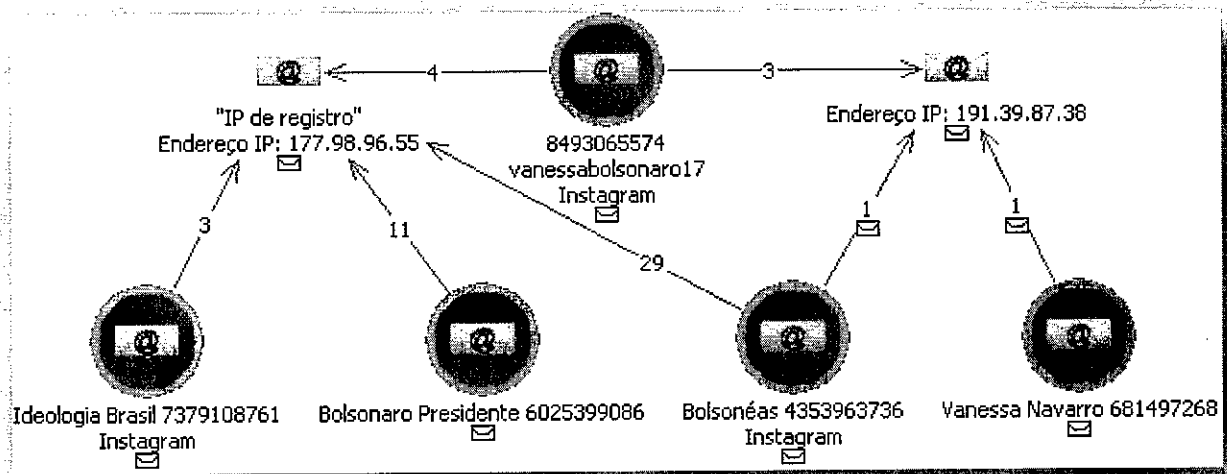 4
3
"IP de registro"
Endereço IP: 177.98.96.55
8493065574
vanessabolsonaro17
Instagram
Endereço IP: 191.39.87.38
3
11
29
1
1
Ideologia Brasil 7379108761
Instagram
Bolsonaro Presidente 6025399086
Bolsonéas 4353963736
Instagram
Vanessa Navarro 681497268